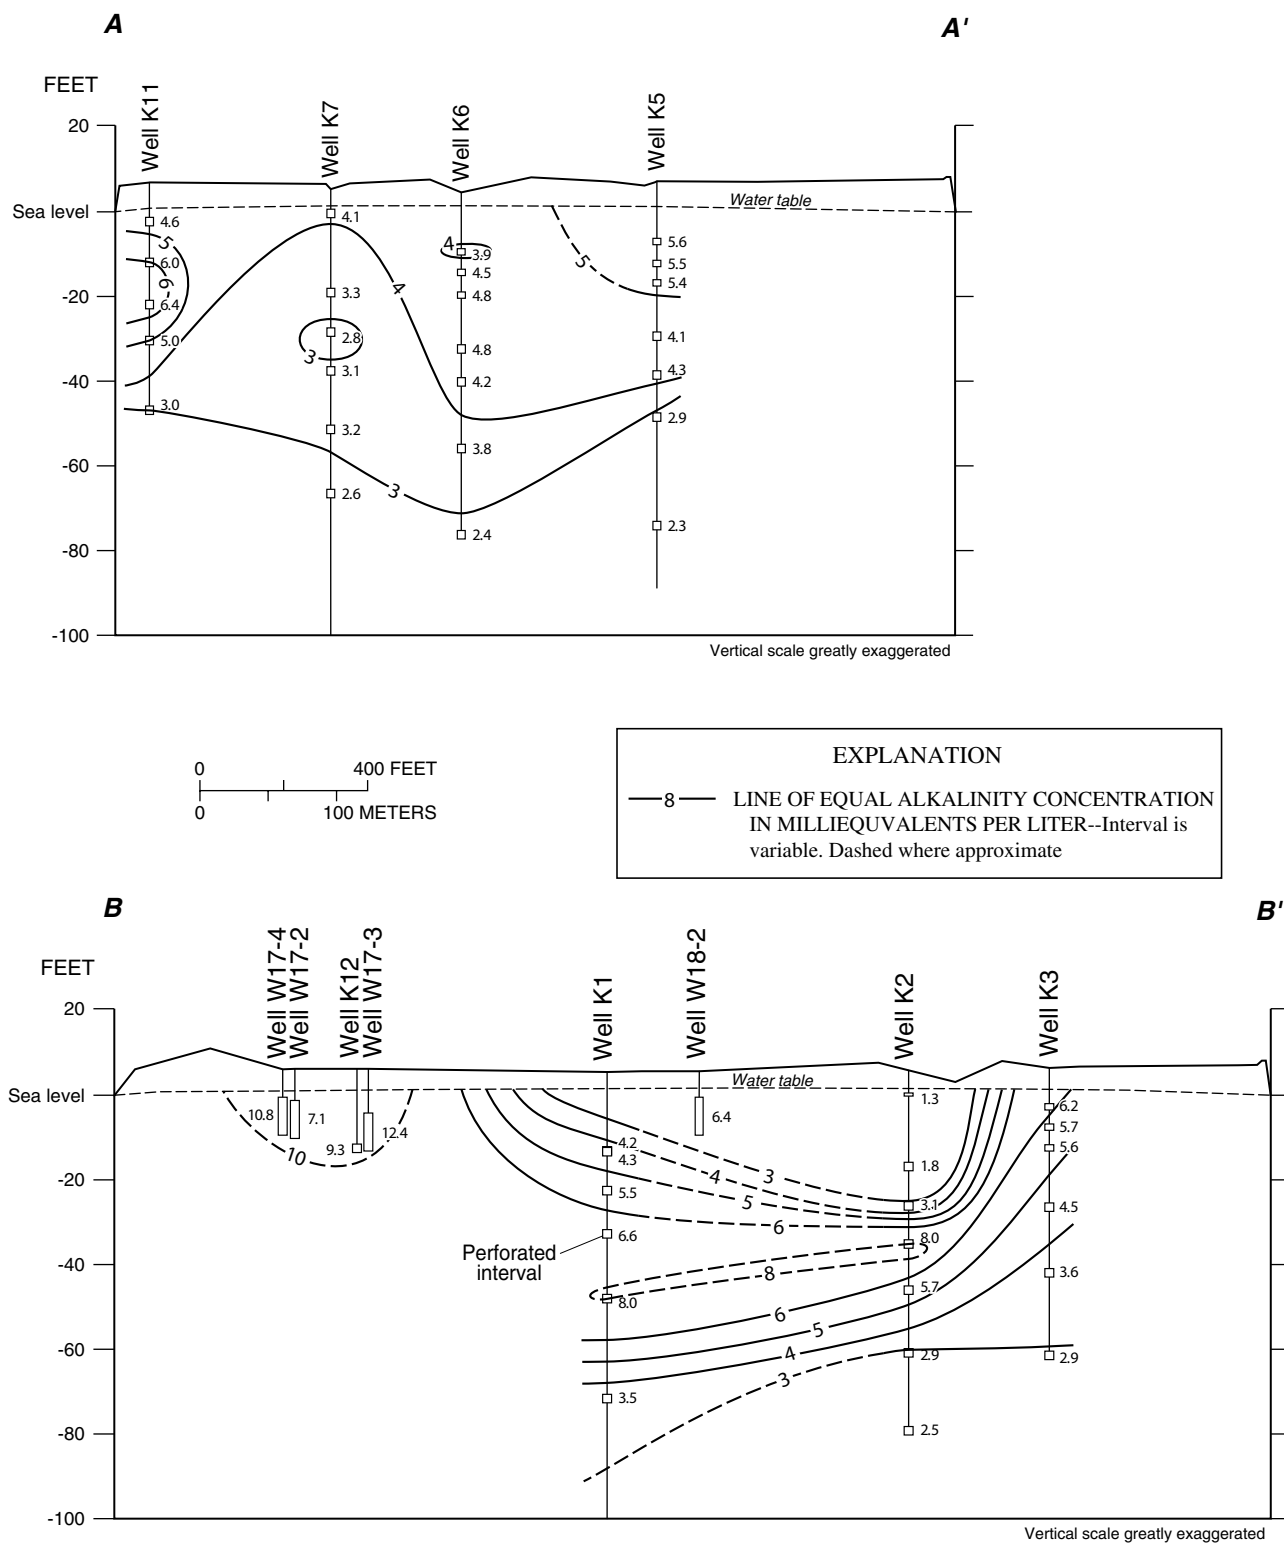 A
A'
FEET
Well K11
Well K7
Well K6
Well K5
20
Sea level
-20
-40
-60
-80
-100
Water table
4.6
5
6.0
6
6.4
5.0
3.0
4.1
3.3
2.8
3
3.1
3.2
2.6
4
3
4
3.9
4.5
4.8
4.8
4.2
3.8
2.4
5
5.6
5.5
5.4
4.1
4.3
2.9
2.3
Vertical scale greatly exaggerated
0 400 FEET
0 100 METERS
EXPLANATION
8 LINE OF EQUAL ALKALINITY CONCENTRATION
IN MILLIEQUVALENTS PER LITER--Interval is
variable. Dashed where approximate
B
B'
FEET
Well W17-4
Well W17-2
Well K12
Well W17-3
Well K1
Well W18-2
Well K2
Well K3
20
Sea level
-20
-40
-60
-80
-100
Water table
10.8
7.1
9.3
12.4
10
4.2
4.3
5.5
6.6
8.0
3.5
Perforated
interval
6.4
3
4
5
6
8
6
5
4
3
1.3
1.8
3.1
8.0
5.7
2.9
2.5
6.2
5.7
5.6
4.5
3.6
2.9
Vertical scale greatly exaggerated